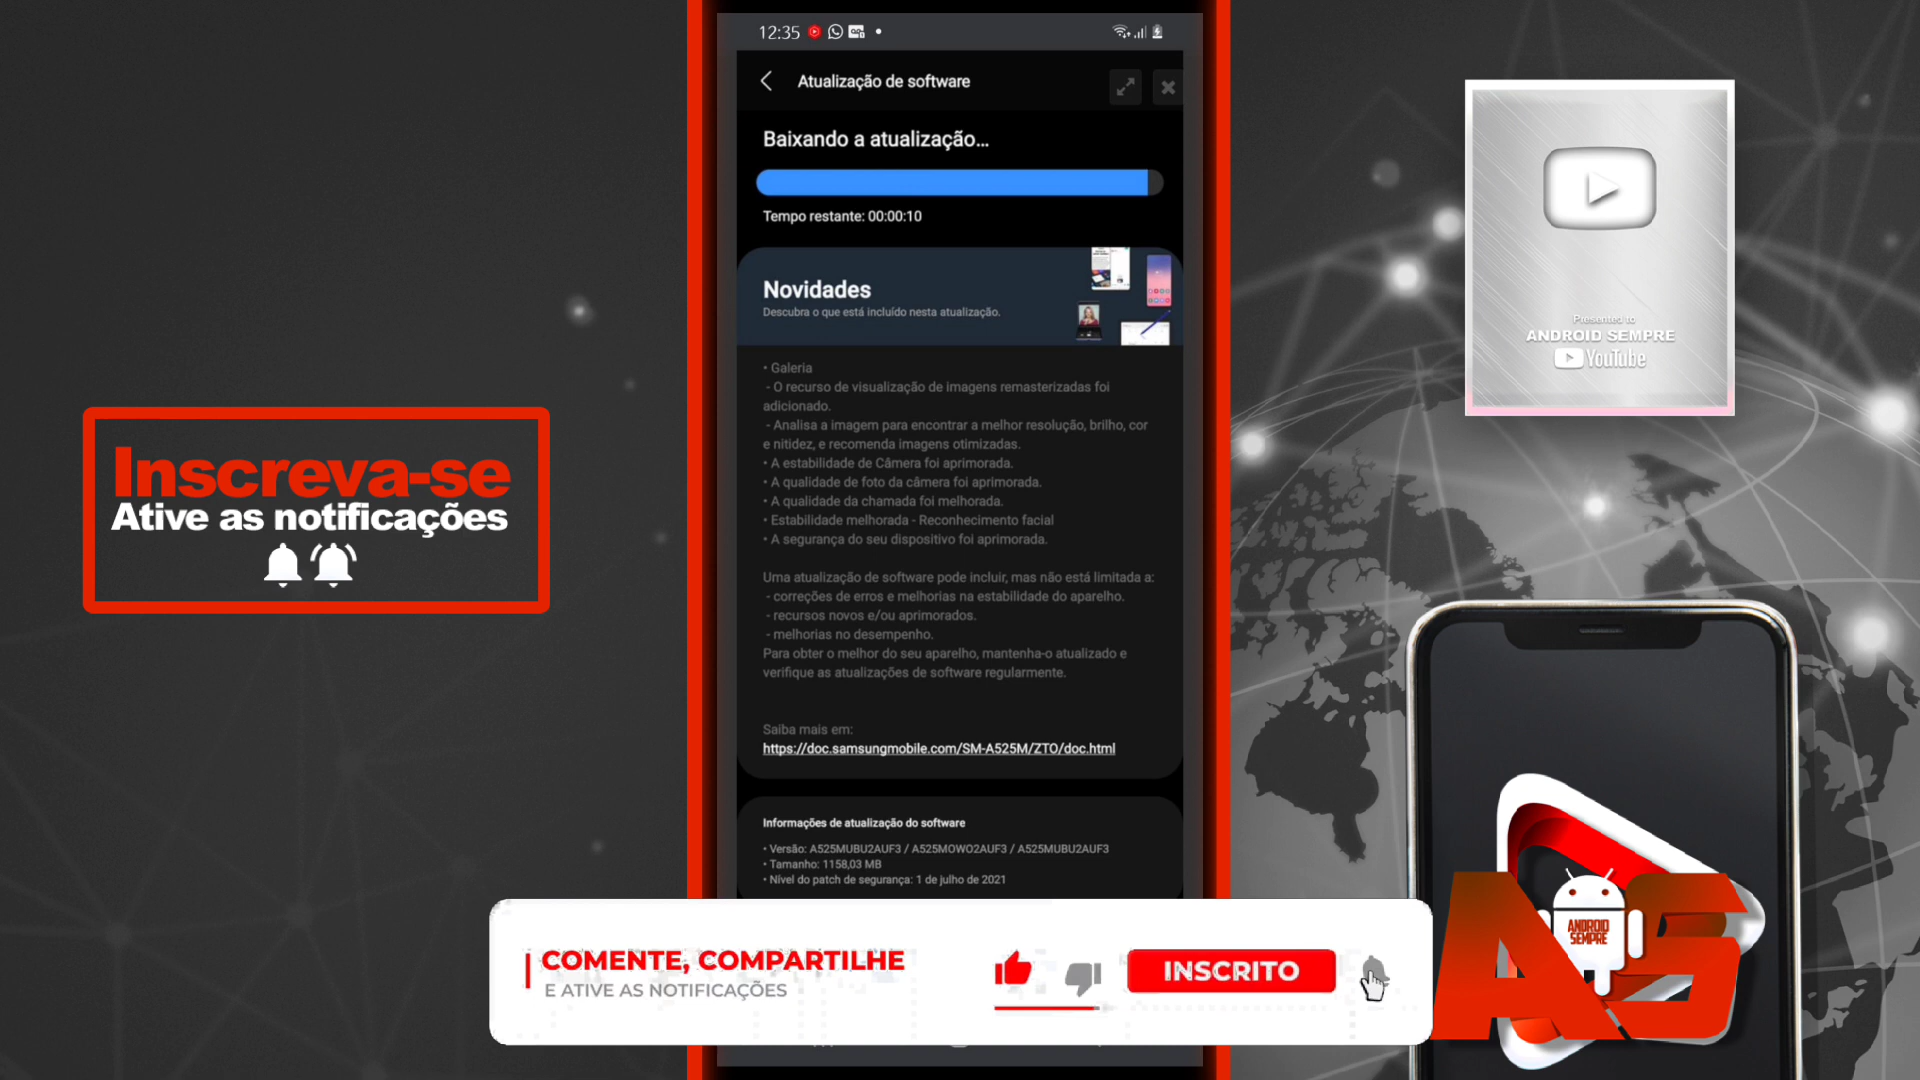 12:35
Atualização de software
Baixando a atualização...
Tempo restante: 00:00:10
Novidades
Descubra o que está incluído nesta atualização.
• Galeria
- O recurso de visualização de imagens remasterizadas foi
adicionado.
- Analisa a imagem para encontrar a melhor resolução, brilho, cor
e nitidez, e recomenda imagens otimizadas.
• A estabilidade de Câmera foi aprimorada.
• A qualidade de foto da câmera foi aprimorada.
• A qualidade da chamada foi melhorada.
• Estabilidade melhorada - Reconhecimento facial
• A segurança do seu dispositivo foi aprimorada.
Uma atualização de software pode incluir, mas não está limitada a:
- correções de erros e melhorias na estabilidade do aparelho.
- recursos novos e/ou aprimorados.
- melhorias no desempenho.
Para obter o melhor do seu aparelho, mantenha-o atualizado e
verifique as atualizações de software regularmente.
Saiba mais em:
https://doc.samsungmobile.com/SM-A525M/ZTO/doc.html
Informações de atualização do software
• Versão: A525MUBU2AUF3 / A525MOWO2AUF3 / A525MUBU2AUF3
• Tamanho: 1158,03 MB
• Nível do patch de segurança: 1 de julho de 2021
Inscreva-se
Ative as notificações
Presented to
ANDROID SEMPRE
YouTube
COMENTE, COMPARTILHE
E ATIVE AS NOTIFICAÇÕES
INSCRITO
AS
ANDROID
SEMPRE